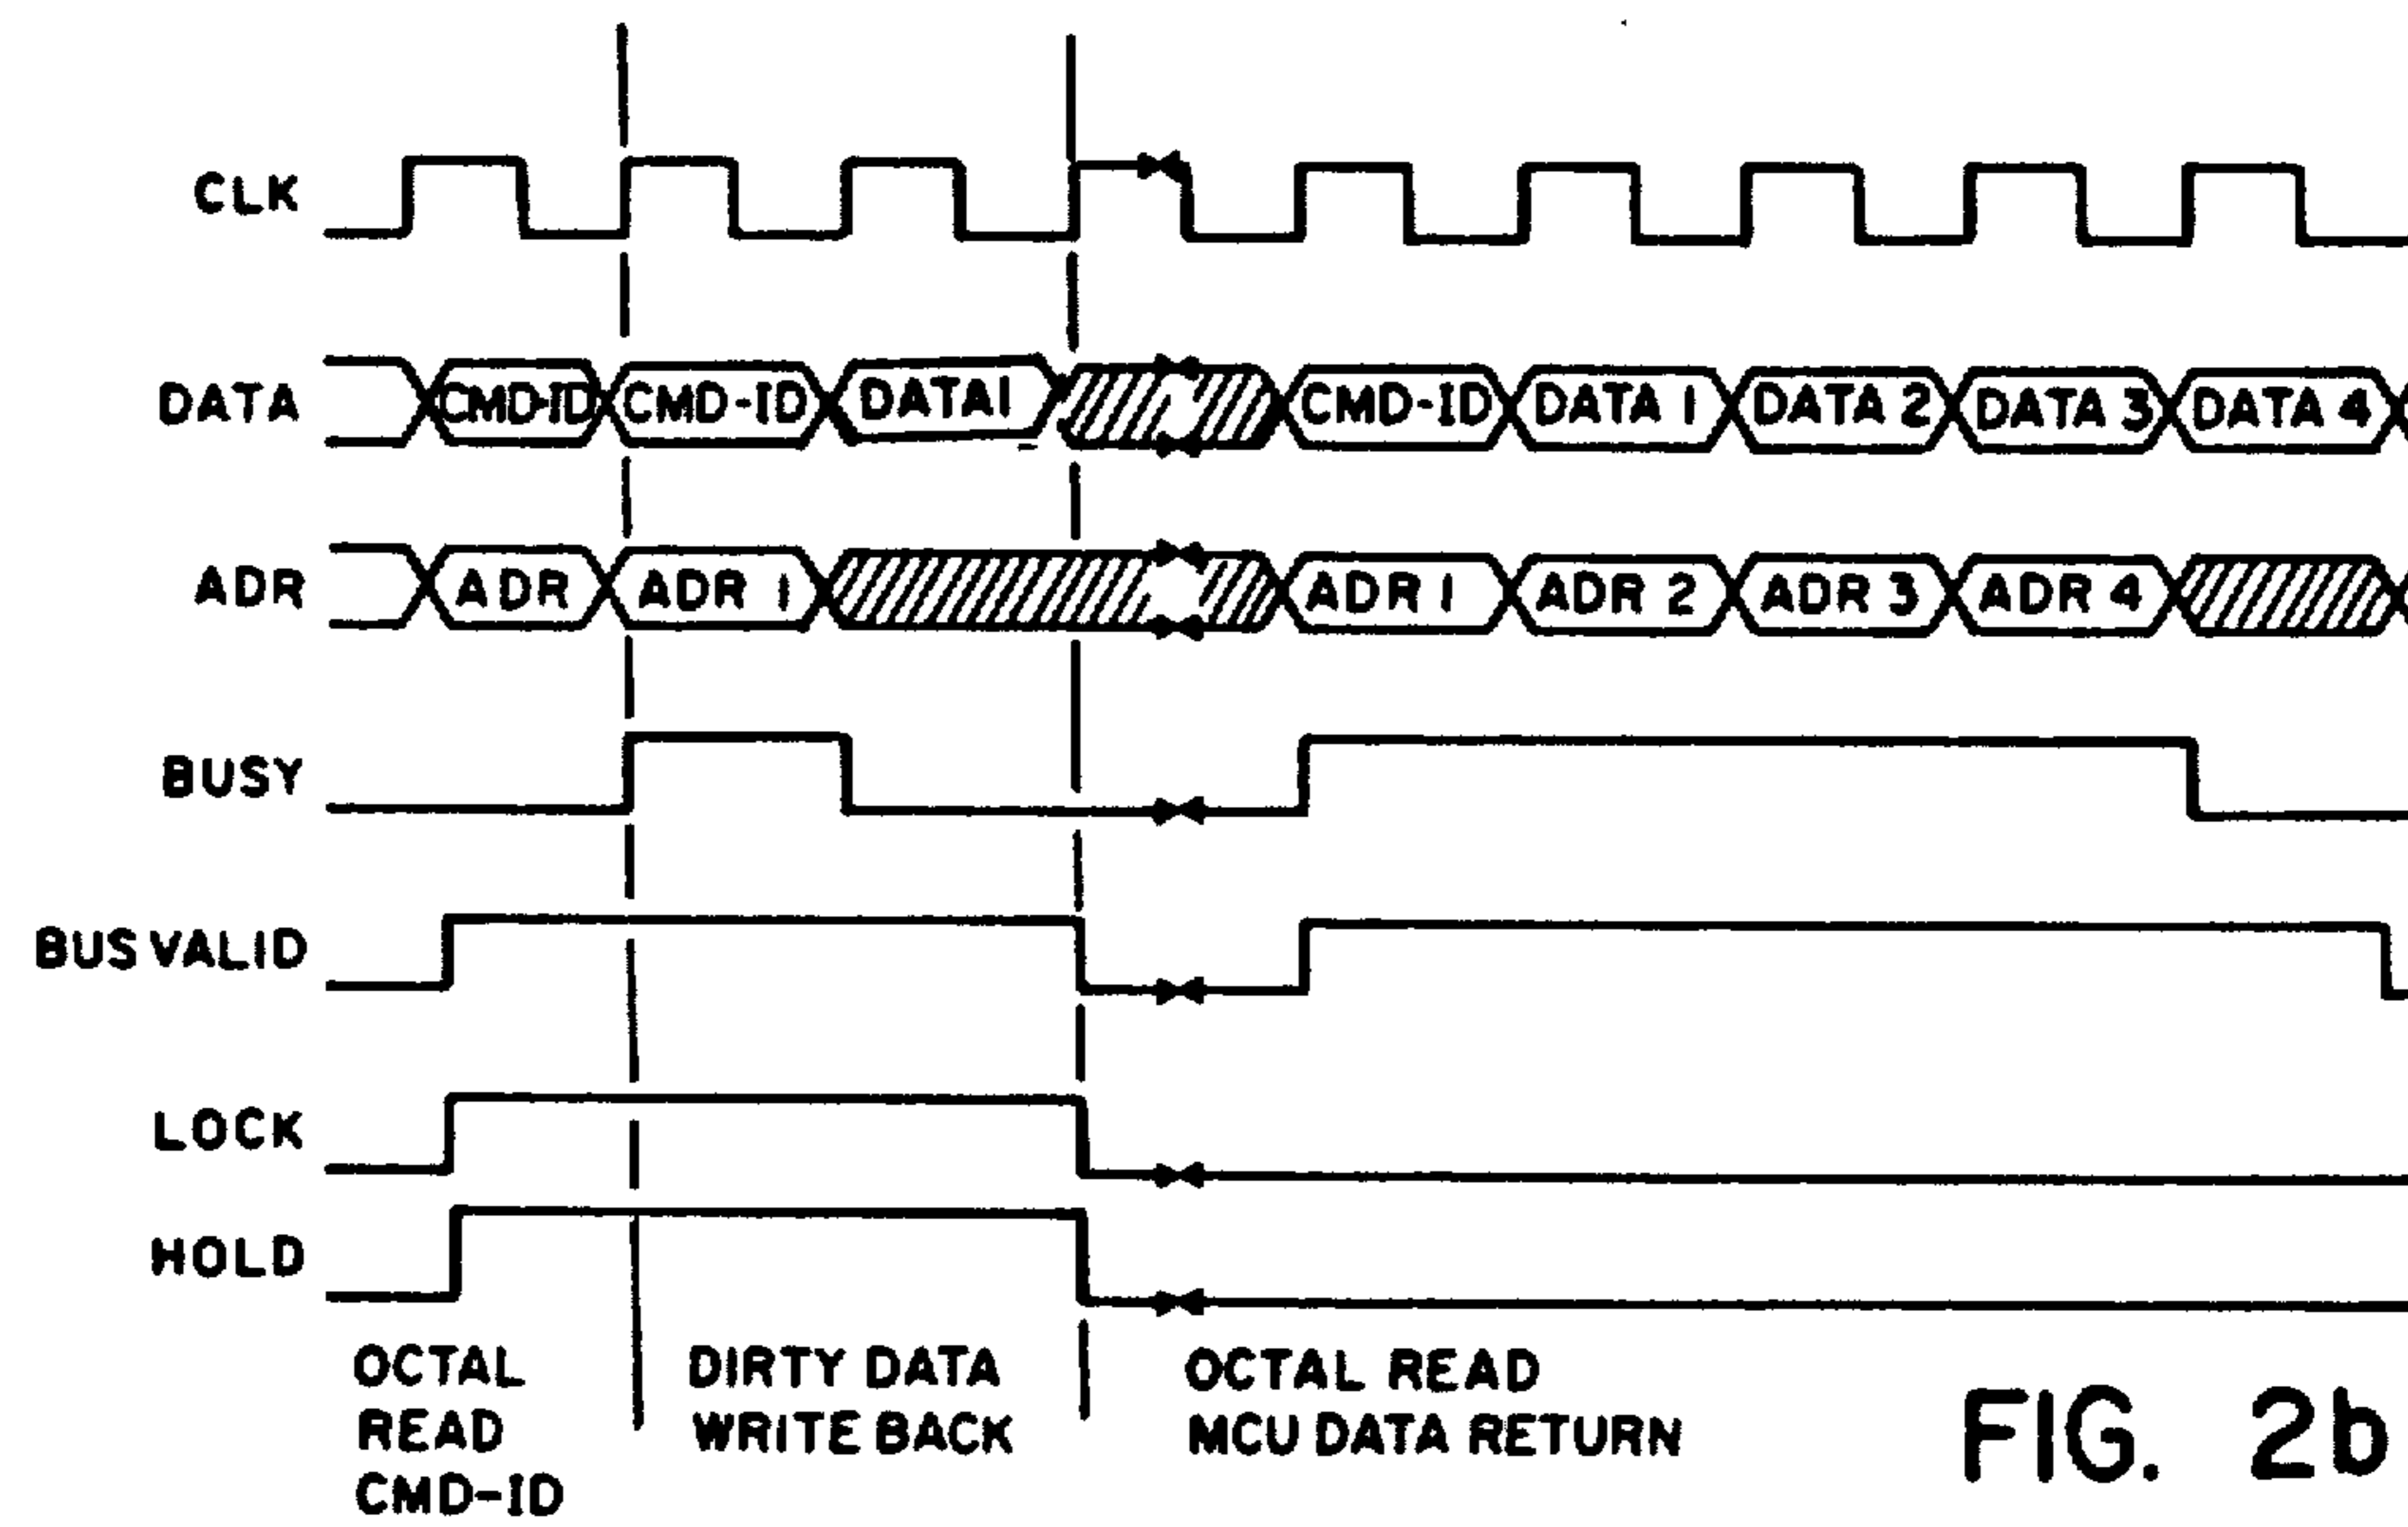 CLK
DATA CMD-ID CMD-ID DATA1 CMD-ID DATA 1 DATA 2 DATA 3 DATA 4
ADR ADR ADR 1 ADR 1 ADR 2 ADR 3 ADR 4
BUSY
BUS VALID
LOCK
HOLD
OCTAL
READ
CMD-ID
DIRTY DATA
WRITE BACK
OCTAL READ
MCU DATA RETURN
FIG. 2b